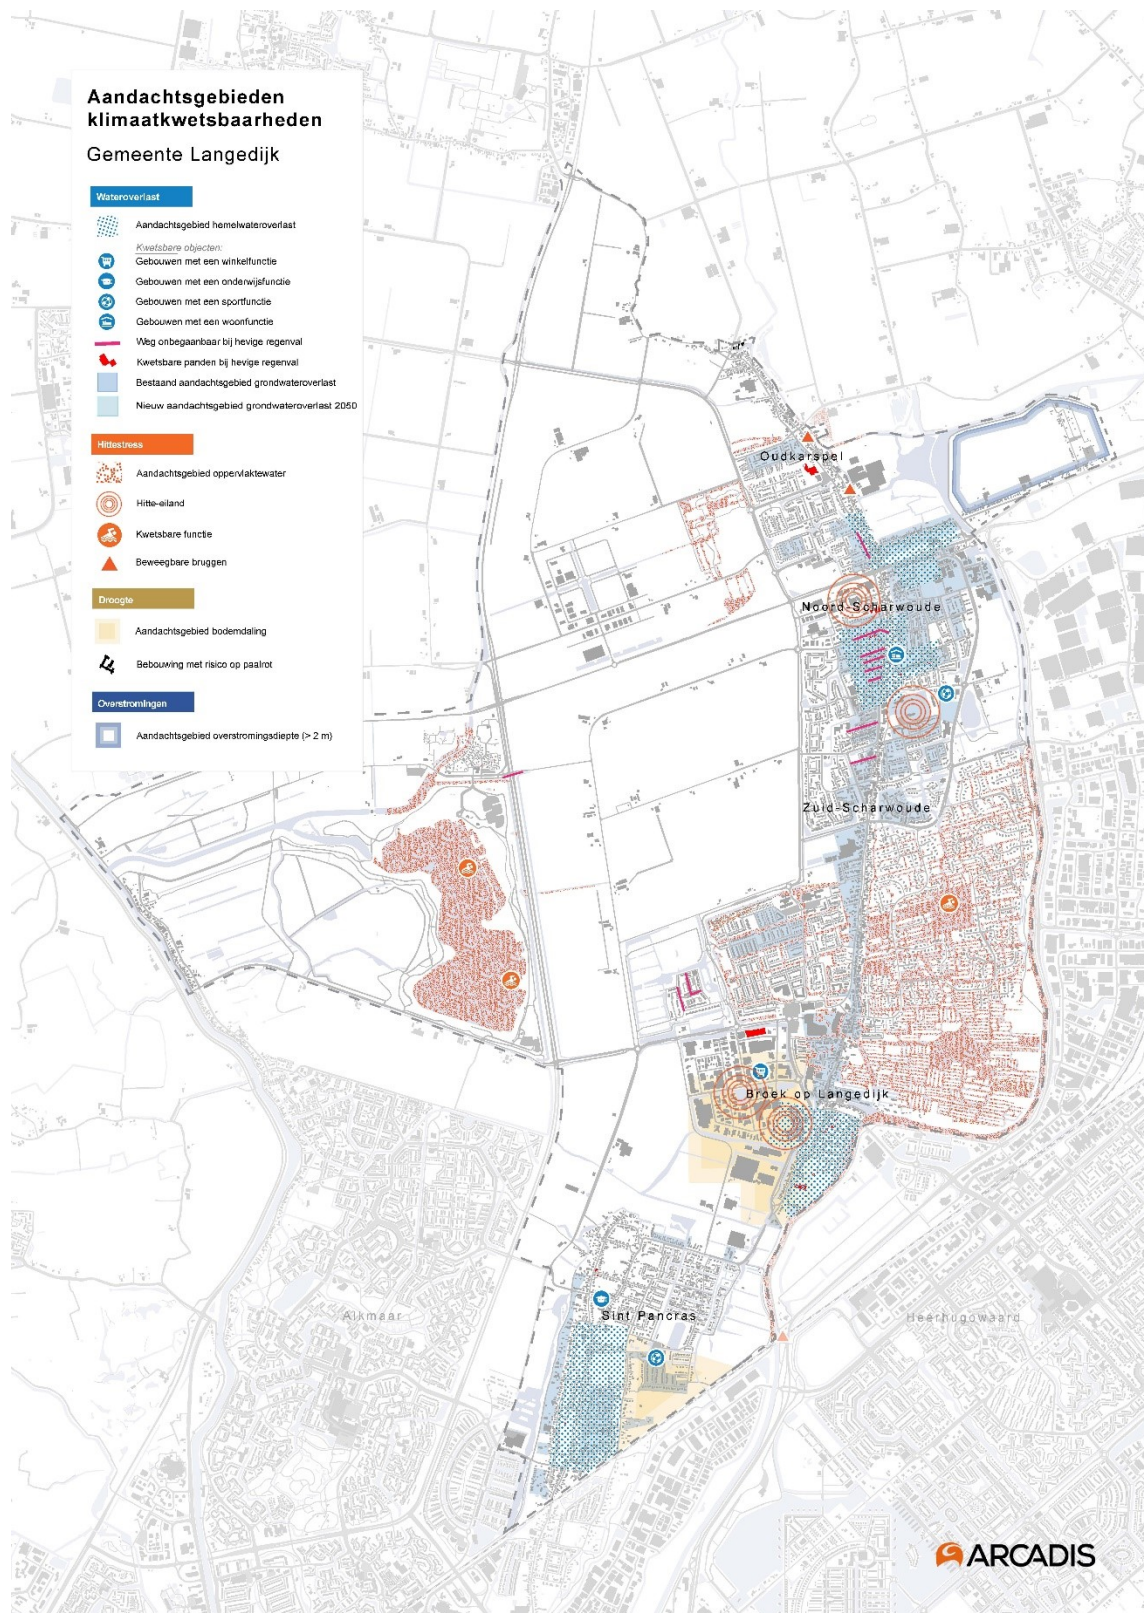 Aandachtsgebieden
klimaatkwetsbaarheden
Gemeente Langedijk
Wateroverlast
Aandachtsgebied hemelwateroverlast
Kwetsbare objecten:
Gebouwen met een winkelfunctie
Gebouwen met een onderwijsfunctie
Gebouwen met een sportfunctie
Gebouwen met een woonfunctie
Weg onbegaanbaar bij hevige regenval
Kwetsbare panden bij hevige regenval
Bestaand aandachtsgebied grondwateroverlast
Nieuw aandachtsgebied grondwateroverlast 2050
Hittestress
Aandachtsgebied oppervlaktewater
Hitte-eiland
Kwetsbare functie
Beweegbare bruggen
Droogte
Aandachtsgebied bodemdaling
Bebouwing met risico op paalrot
Overstromingen
Aandachtsgebied overstromingsdiepte (> 2 m)
Oudkarspel
Noord-Scharwoude
Zuid-Scharwoude
Broek op Langedijk
Sint Pancras
Alkmaar
Heerhugowaard
ARCADIS